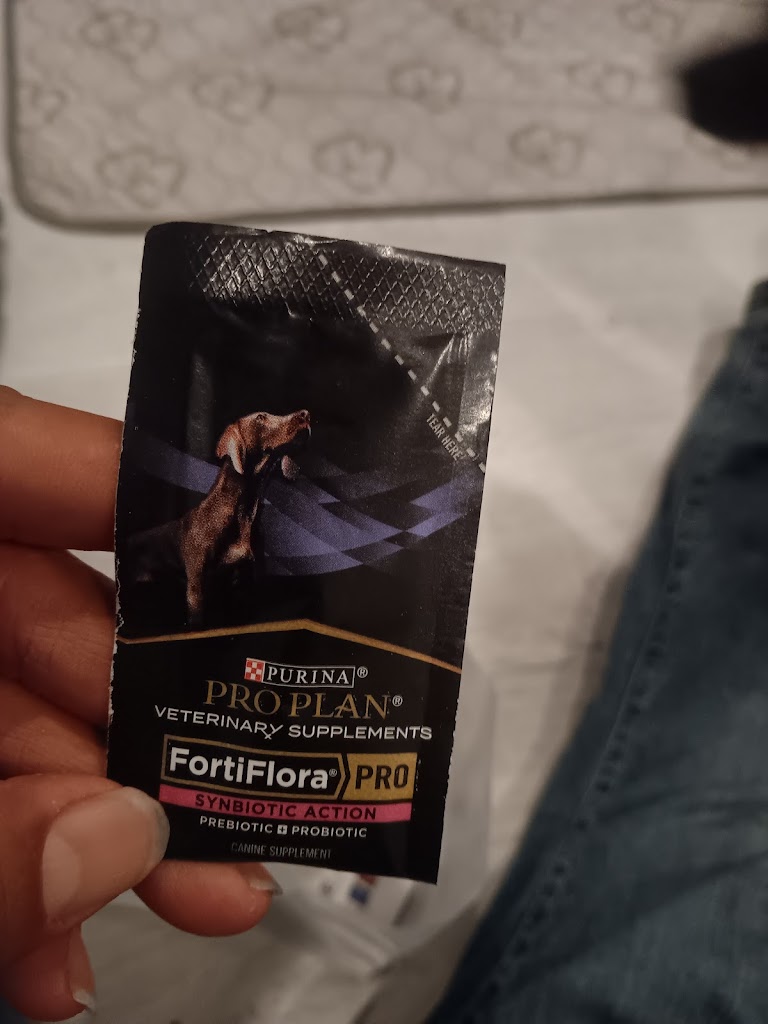 TEAR HERE
PURINA®
PRO PLAN®
VETERINARY SUPPLEMENTS
FortiFlora® PRO
SYNBIOTIC ACTION
PREBIOTIC + PROBIOTIC
CANINE SUPPLEMENT